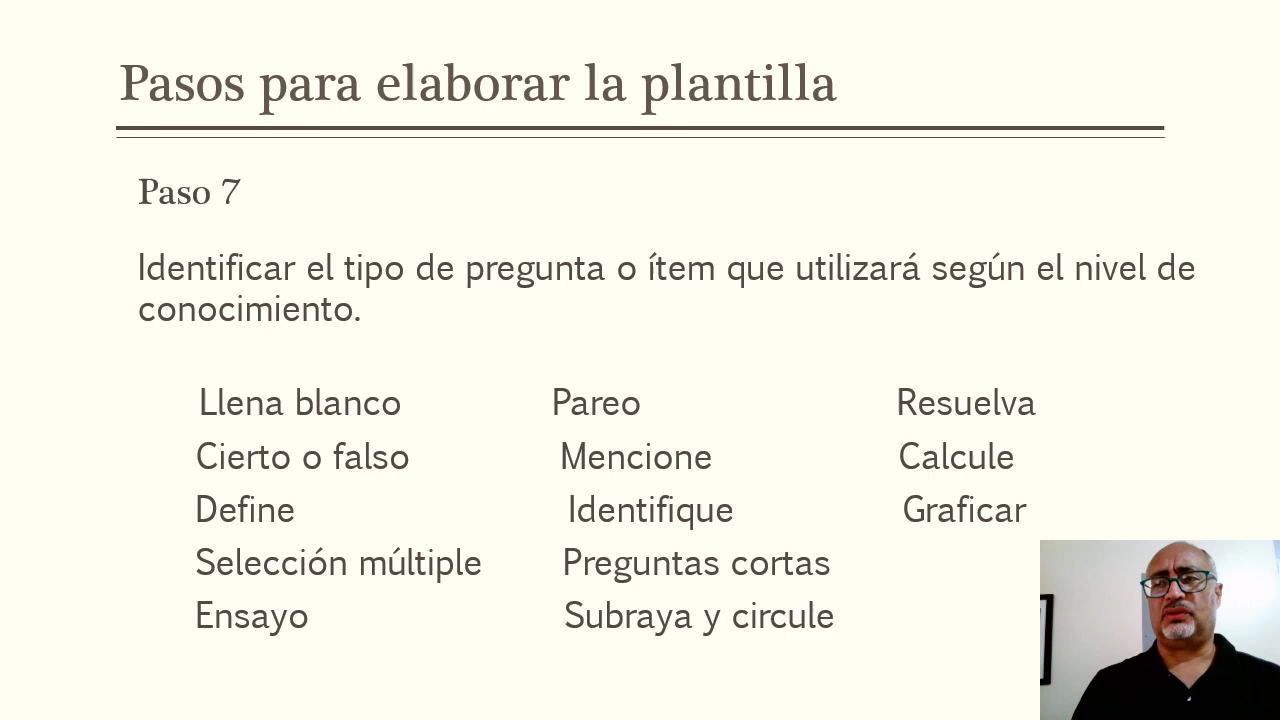 Pasos para elaborar la plantilla
Paso 7
Identificar el tipo de pregunta o ítem que utilizará según el nivel de
conocimiento.
Llena blanco Pareo Resuelva
Cierto o falso Mencione Calcule
Define Identifique Graficar
Selección múltiple Preguntas cortas
Ensayo Subraya y circule